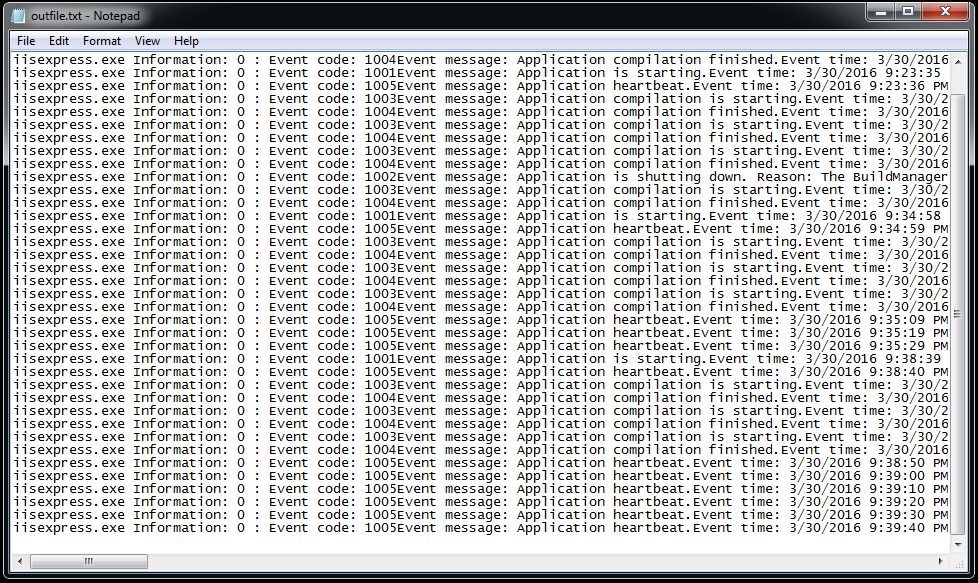 outfile.txt - Notepad
File Edit Format View Help
iisexpress.exe Information: 0 : Event code: 1004Event message: Application compilation finished.Event time: 3/30/2016
iisexpress.exe Information: 0 : Event code: 1001Event message: Application is starting.Event time: 3/30/2016 9:23:35
iisexpress.exe Information: 0 : Event code: 1005Event message: Application heartbeat.Event time: 3/30/2016 9:23:36 PM
iisexpress.exe Information: 0 : Event code: 1003Event message: Application compilation is starting.Event time: 3/30/2
iisexpress.exe Information: 0 : Event code: 1004Event message: Application compilation finished.Event time: 3/30/2016
iisexpress.exe Information: 0 : Event code: 1003Event message: Application compilation is starting.Event time: 3/30/2
iisexpress.exe Information: 0 : Event code: 1004Event message: Application compilation finished.Event time: 3/30/2016
iisexpress.exe Information: 0 : Event code: 1003Event message: Application compilation is starting.Event time: 3/30/2
iisexpress.exe Information: 0 : Event code: 1004Event message: Application compilation finished.Event time: 3/30/2016
iisexpress.exe Information: 0 : Event code: 1002Event message: Application is shutting down. Reason: The BuildManager
iisexpress.exe Information: 0 : Event code: 1003Event message: Application compilation is starting.Event time: 3/30/2
iisexpress.exe Information: 0 : Event code: 1004Event message: Application compilation finished.Event time: 3/30/2016
iisexpress.exe Information: 0 : Event code: 1001Event message: Application is starting.Event time: 3/30/2016 9:34:58
iisexpress.exe Information: 0 : Event code: 1005Event message: Application heartbeat.Event time: 3/30/2016 9:34:59 PM
iisexpress.exe Information: 0 : Event code: 1003Event message: Application compilation is starting.Event time: 3/30/2
iisexpress.exe Information: 0 : Event code: 1004Event message: Application compilation finished.Event time: 3/30/2016
iisexpress.exe Information: 0 : Event code: 1003Event message: Application compilation is starting.Event time: 3/30/2
iisexpress.exe Information: 0 : Event code: 1004Event message: Application compilation finished.Event time: 3/30/2016
iisexpress.exe Information: 0 : Event code: 1003Event message: Application compilation is starting.Event time: 3/30/2
iisexpress.exe Information: 0 : Event code: 1004Event message: Application compilation finished.Event time: 3/30/2016
iisexpress.exe Information: 0 : Event code: 1005Event message: Application heartbeat.Event time: 3/30/2016 9:35:09 PM
iisexpress.exe Information: 0 : Event code: 1005Event message: Application heartbeat.Event time: 3/30/2016 9:35:19 PM
iisexpress.exe Information: 0 : Event code: 1005Event message: Application heartbeat.Event time: 3/30/2016 9:35:29 PM
iisexpress.exe Information: 0 : Event code: 1001Event message: Application is starting.Event time: 3/30/2016 9:38:39
iisexpress.exe Information: 0 : Event code: 1005Event message: Application heartbeat.Event time: 3/30/2016 9:38:40 PM
iisexpress.exe Information: 0 : Event code: 1003Event message: Application compilation is starting.Event time: 3/30/2
iisexpress.exe Information: 0 : Event code: 1004Event message: Application compilation finished.Event time: 3/30/2016
iisexpress.exe Information: 0 : Event code: 1003Event message: Application compilation is starting.Event time: 3/30/2
iisexpress.exe Information: 0 : Event code: 1004Event message: Application compilation finished.Event time: 3/30/2016
iisexpress.exe Information: 0 : Event code: 1003Event message: Application compilation is starting.Event time: 3/30/2
iisexpress.exe Information: 0 : Event code: 1004Event message: Application compilation finished.Event time: 3/30/2016
iisexpress.exe Information: 0 : Event code: 1005Event message: Application heartbeat.Event time: 3/30/2016 9:38:50 PM
iisexpress.exe Information: 0 : Event code: 1005Event message: Application heartbeat.Event time: 3/30/2016 9:39:00 PM
iisexpress.exe Information: 0 : Event code: 1005Event message: Application heartbeat.Event time: 3/30/2016 9:39:10 PM
iisexpress.exe Information: 0 : Event code: 1005Event message: Application heartbeat.Event time: 3/30/2016 9:39:20 PM
iisexpress.exe Information: 0 : Event code: 1005Event message: Application heartbeat.Event time: 3/30/2016 9:39:30 PM
iisexpress.exe Information: 0 : Event code: 1005Event message: Application heartbeat.Event time: 3/30/2016 9:39:40 PM